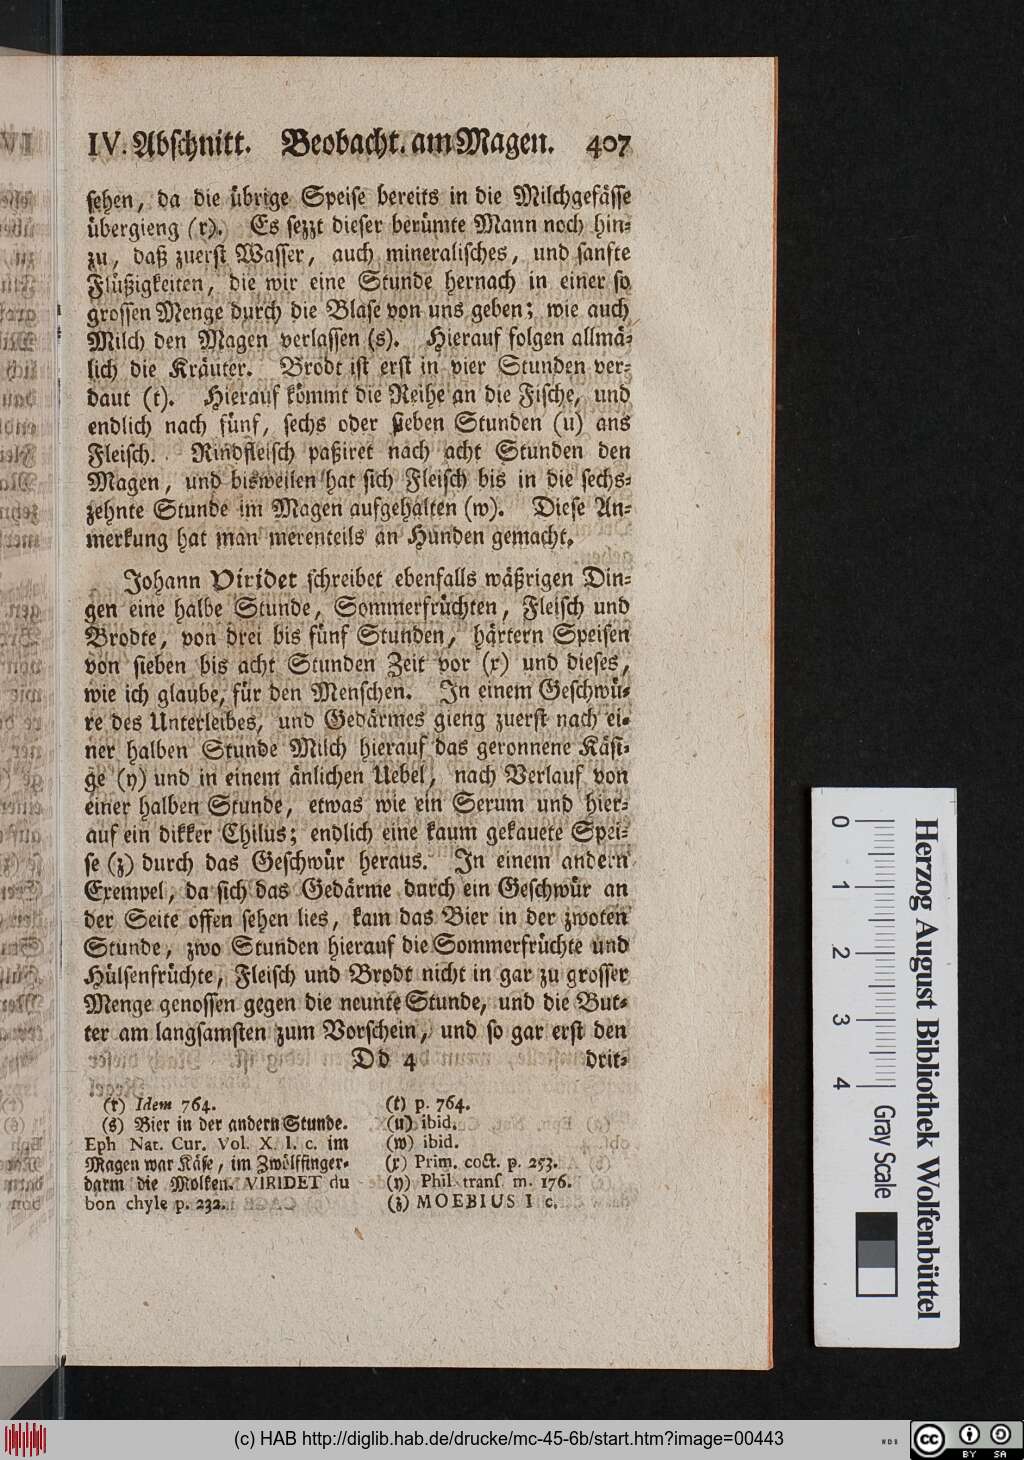 IV. Abschnitt. Beobacht. am Magen. 407
sehen, da die übrige Speise bereits in die Milchgefässe
übergieng (r). Es sezzt dieser berümte Mann noch hin-
zu, daß zuerst Wasser, auch mineralisches, und sanfte
Flüßigkeiten, die wir eine Stunde hernach in einer so
grossen Menge durch die Blase von uns geben; wie auch
Milch den Magen verlassen (s). Hierauf folgen allmä-
lich die Kräuter. Brodt ist erst in vier Stunden ver-
daut (t). Hierauf kömmt die Reihe an die Fische, und
endlich nach fünf, sechs oder sieben Stunden (u) ans
Fleisch. Rindfleisch paßiret nach acht Stunden den
Magen, und bisweilen hat sich Fleisch bis in die sechs-
zehnte Stunde im Magen aufgehalten (w). Diese An-
merkung hat man merenteils an Hunden gemacht.
Johann Viridet schreibet ebenfalls wäßrigen Din-
gen eine halbe Stunde, Sommerfrüchten, Fleisch und
Brodte, von drei bis fünf Stunden, härtern Speisen
von sieben bis acht Stunden Zeit vor (x) und dieses,
wie ich glaube, für den Menschen. In einem Geschwü-
re des Unterleibes, und Gedärmes gieng zuerst nach ei-
ner halben Stunde Milch hierauf das geronnene Käsi-
ge (y) und in einem änlichen Uebel, nach Verlauf von
einer halben Stunde, etwas wie ein Serum und hier-
auf ein dikker Chilus; endlich eine kaum gekauete Spei-
se (z) durch das Geschwür heraus. In einem andern
Exempel, da sich das Gedärme durch ein Geschwür an
der Seite offen sehen lies, kam das Bier in der zwoten
Stunde, zwo Stunden hierauf die Sommerfrüchte und
Hülsenfrüchte, Fleisch und Brodt nicht in gar zu grosser
Menge genossen gegen die neunte Stunde, und die But-
ter am langsamsten zum Vorschein, und so gar erst den
Dd 4 drit-
(r) Idem 764.
(s) Bier in der andern Stunde.
Eph Nat. Cur. Vol. X. l. c. im
Magen war Käse, im Zwölffinger-
darm die Molken. VIRIDET du
bon chyle p. 232.
(t) p. 764.
(u) ibid.
(w) ibid.
(x) Prim. coct. p. 253.
(y) Phil transf m. 176.
(z) MOEBIUS I c.
0
1
2
3
4
Gray Scale
Herzog August Bibliothek Wolfenbüttel
(c) HAB http://diglib.hab.de/drucke/mc-45-6b/start.htm?image=00443
cc
BY SA